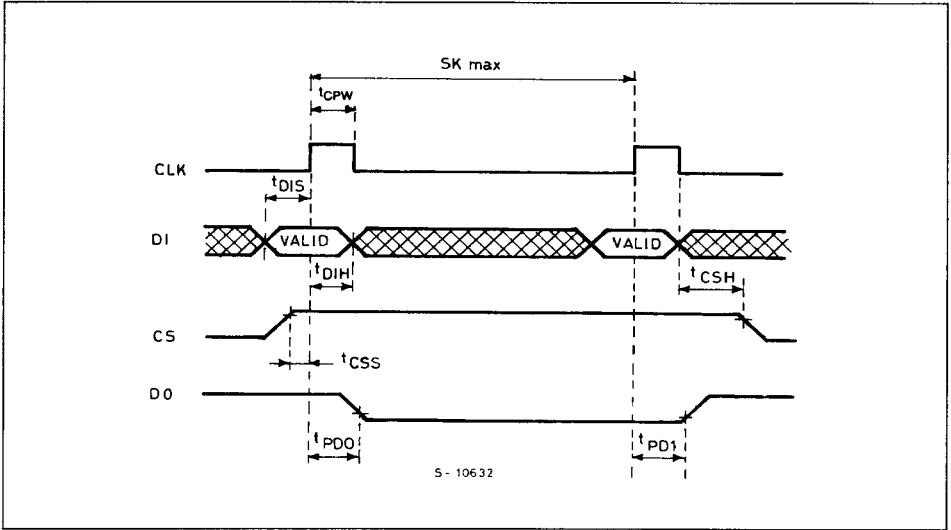 SK max
tCPW
CLK
tDIS
DI
VALID
VALID
tDIH
tCSH
CS
tCSS
DO
tPD0
tPD1
S-10632